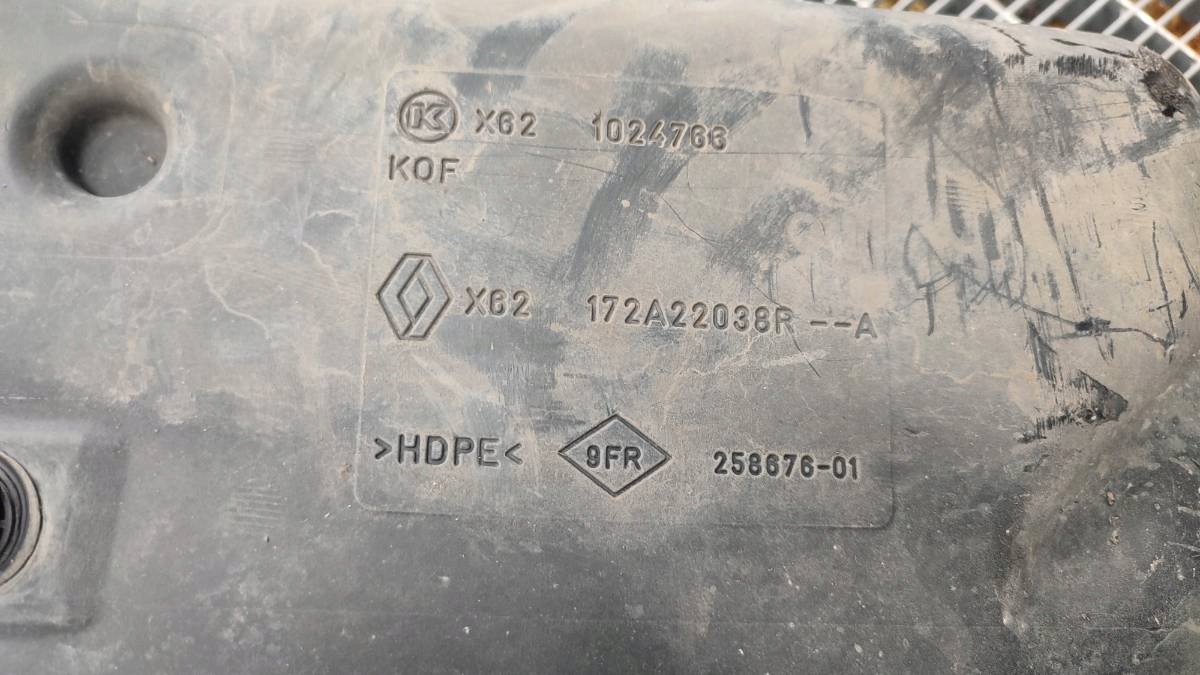 K X62 1024766
KOF
X62 172A22038R --A
>HDPE< 9FR 258676-01